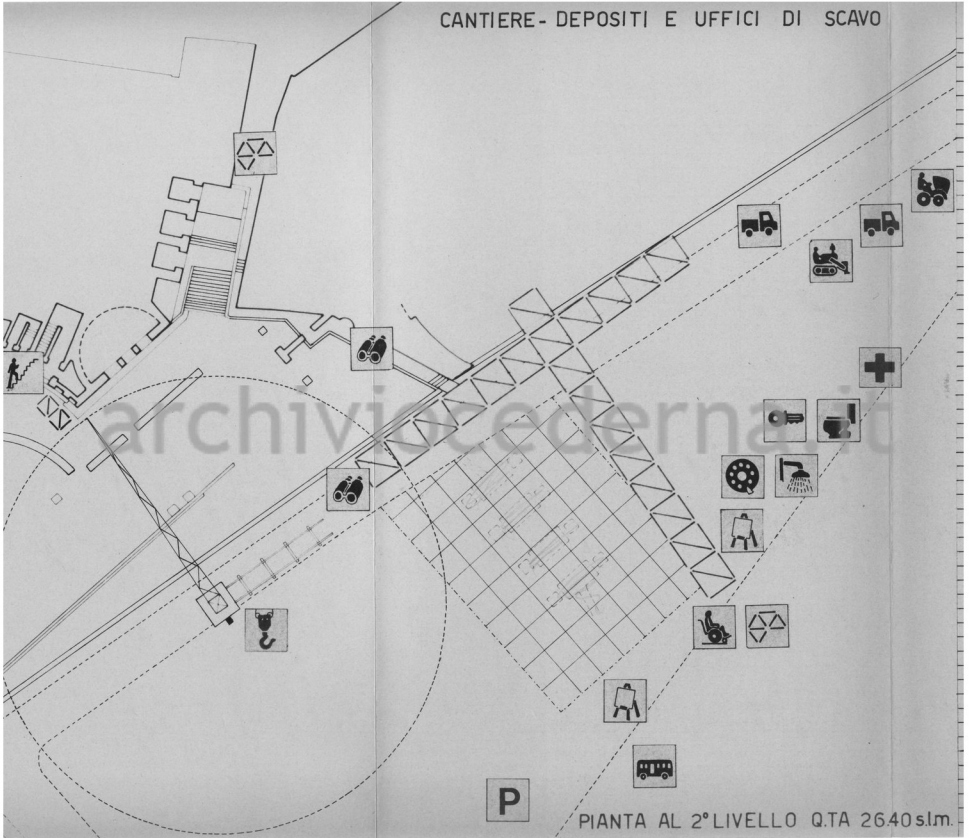 CANTIERE - DEPOSITI E UFFICI DI SCAVO
archiviocederna.it
P
PIANTA AL 2° LIVELLO Q.TA 26.40 s.l.m.